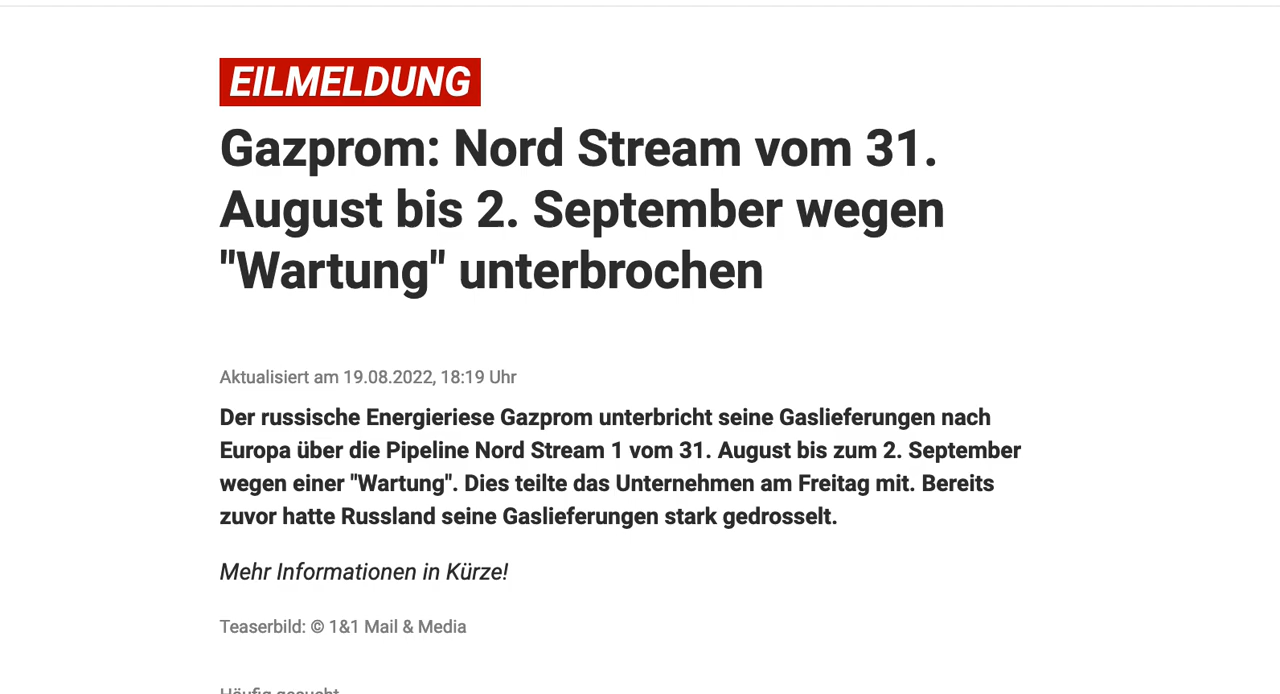 EILMELDUNG
Gazprom: Nord Stream vom 31.
August bis 2. September wegen
"Wartung" unterbrochen
Aktualisiert am 19.08.2022, 18:19 Uhr
Der russische Energieriese Gazprom unterbricht seine Gaslieferungen nach
Europa über die Pipeline Nord Stream 1 vom 31. August bis zum 2. September
wegen einer "Wartung". Dies teilte das Unternehmen am Freitag mit. Bereits
zuvor hatte Russland seine Gaslieferungen stark gedrosselt.
Mehr Informationen in Kürze!
Teaserbild: © 1&1 Mail & Media
Häufig gesucht